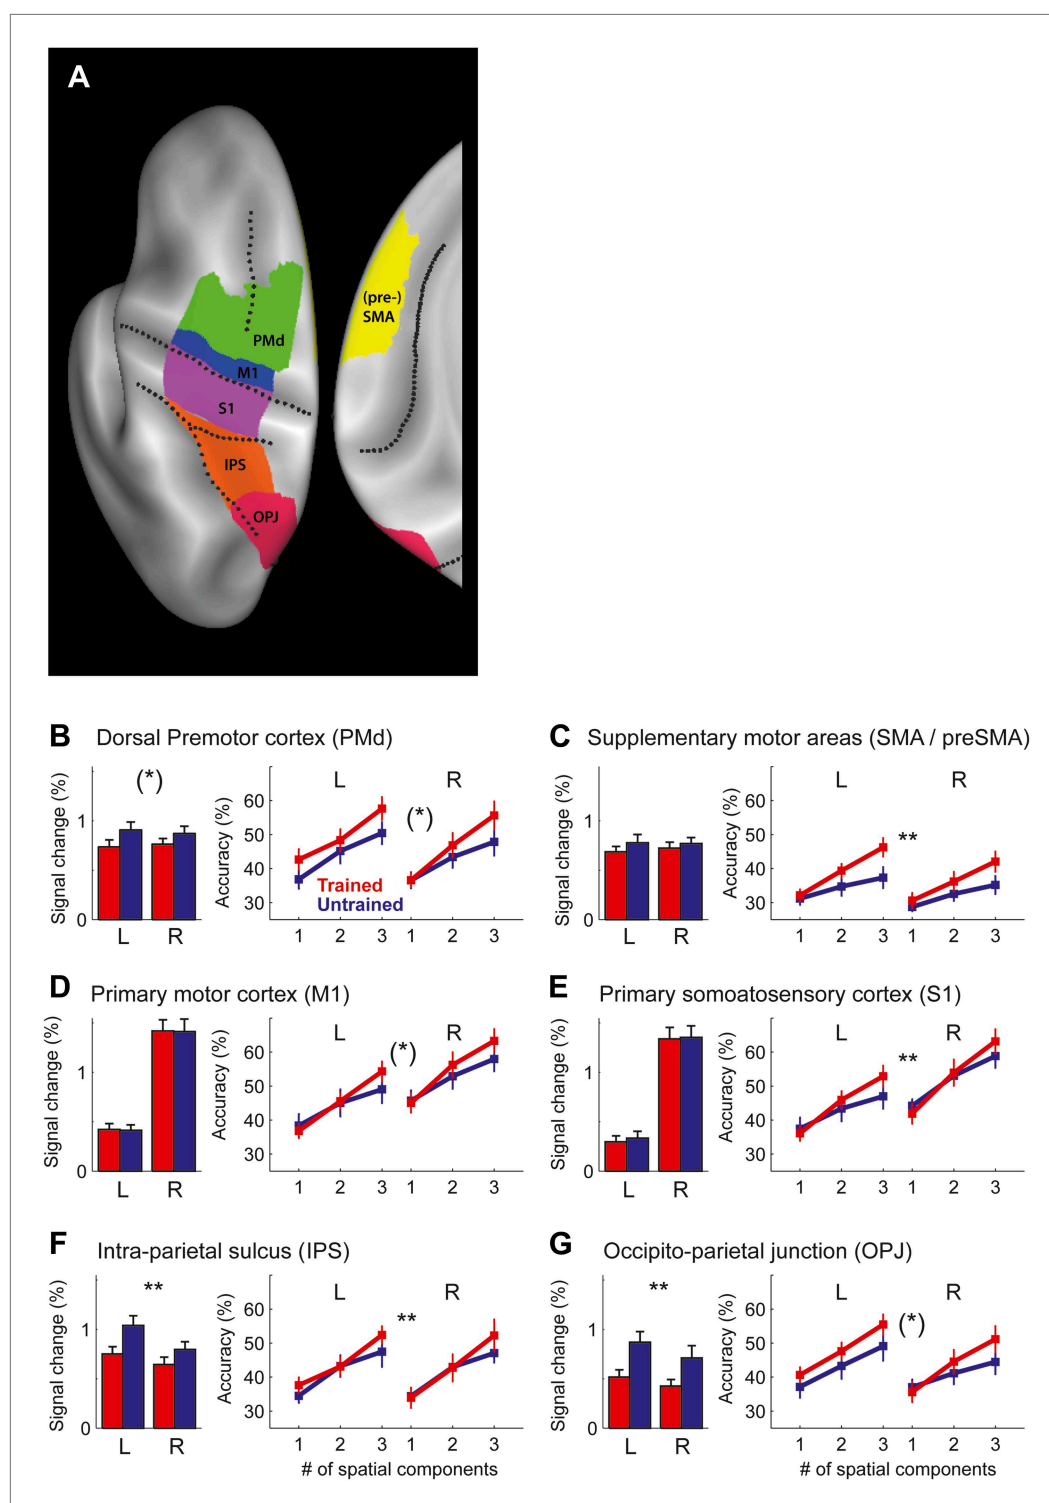 A
(pre-)
SMA
PMd
M1
S1
IPS
OPJ
B Dorsal Premotor cortex (PMd)
Signal change (%)
1
0
(*)
L R
Accuracy (%)
60
50
40
30
L (*) R
Trained
Untrained
1 2 3 1 2 3
C Supplementary motor areas (SMA / preSMA)
Signal change (%)
1
0
L R
Accuracy (%)
60
50
40
30
L ** R
1 2 3 1 2 3
D Primary motor cortex (M1)
Signal change (%)
1
0
L R
Accuracy (%)
60
50
40
30
L (*) R
1 2 3 1 2 3
E Primary somoatosensory cortex (S1)
Signal change (%)
1
0
L R
Accuracy (%)
60
50
40
30
L ** R
1 2 3 1 2 3
F Intra-parietal sulcus (IPS)
Signal change (%)
1
0
**
L R
Accuracy (%)
60
50
40
30
L ** R
1 2 3 1 2 3
# of spatial components
G Occipito-parietal junction (OPJ)
Signal change (%)
1
0
**
L R
Accuracy (%)
60
50
40
30
L (*) R
1 2 3 1 2 3
# of spatial components